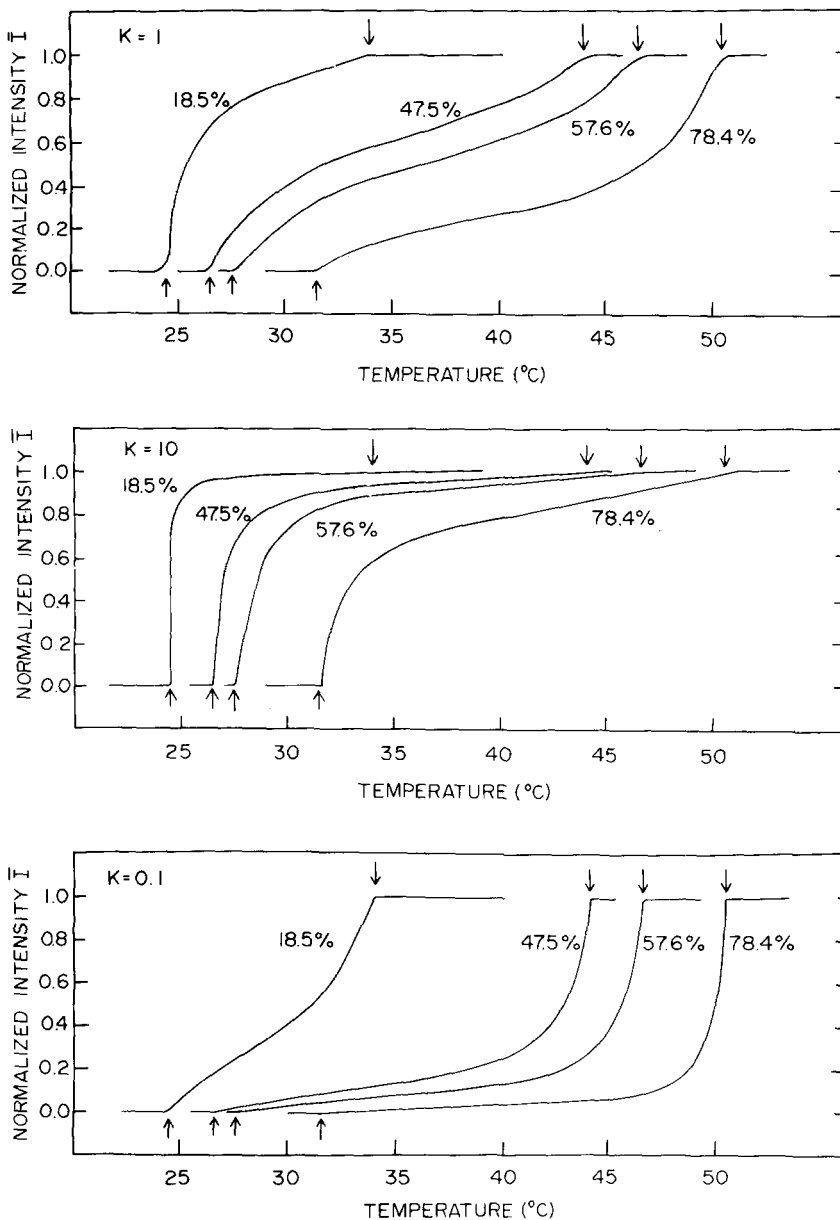 K = 1
NORMALIZED INTENSITY I
1.0
0.8
0.6
0.4
0.2
0.0
18.5%
47.5%
57.6%
78.4%
25 30 35 40 45 50
TEMPERATURE (°C)
K = 10
NORMALIZED INTENSITY I
1.0
0.8
0.6
0.4
0.2
0.0
18.5%
47.5%
57.6%
78.4%
25 30 35 40 45 50
TEMPERATURE (°C)
K=0.1
NORMALIZED INTENSITY I
1.0
0.8
0.6
0.4
0.2
0.0
18.5%
47.5%
57.6%
78.4%
25 30 35 40 45 50
TEMPERATURE (°C)